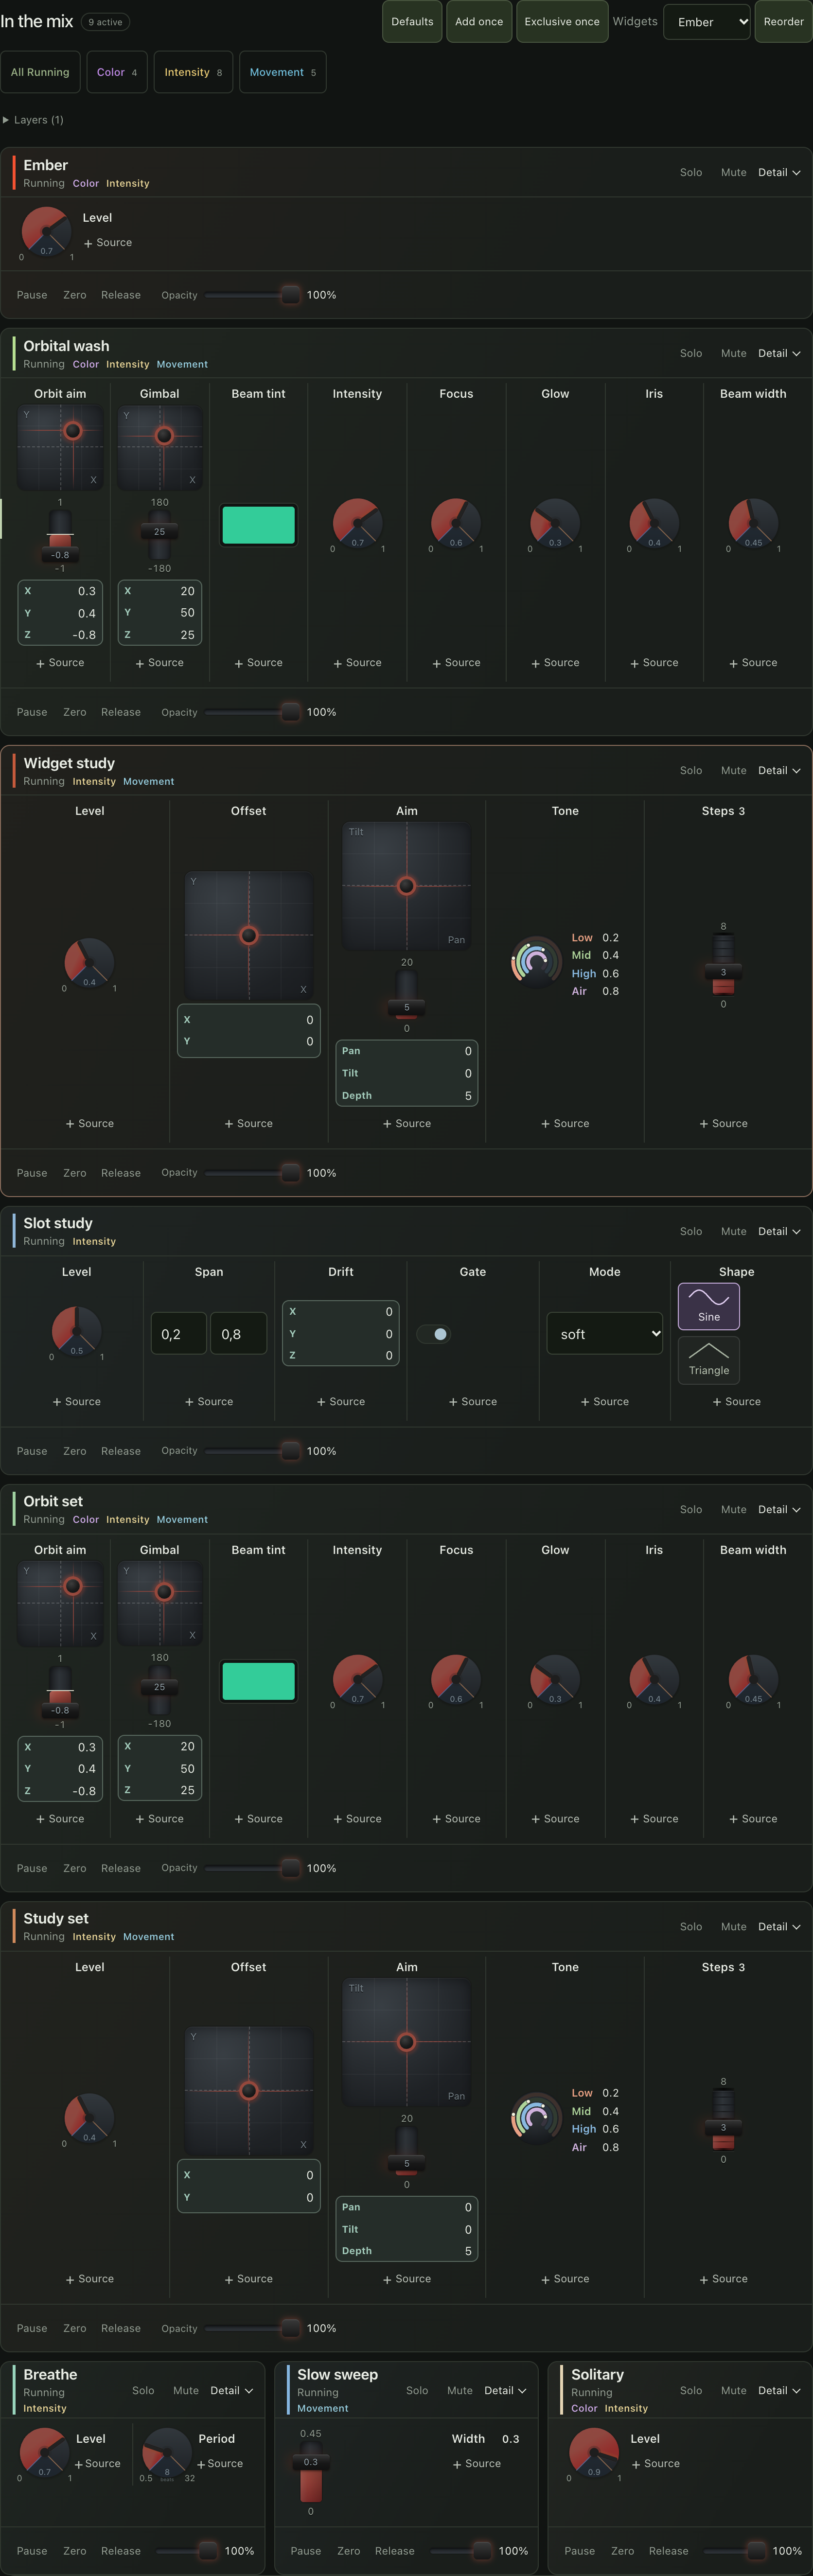 In the mix 9 active Defaults Add once Exclusive once Widgets Ember Reorder
All Running Color 4 Intensity 8 Movement 5
Layers (1)
Ember
Running Color Intensity
Solo Mute Detail
Level
0.7
0 1
+ Source
Pause Zero Release Opacity 100%
Orbital wash
Running Color Intensity Movement
Solo Mute Detail
Orbit aim Gimbal Beam tint Intensity Focus Glow Iris Beam width
Y Y
X X
1 180
25
-0.8
-1 -180
0.7 0.6 0.3 0.4 0.45
0 1 0 1 0 1 0 1 0 1
X 0.3 X 20
Y 0.4 Y 50
Z -0.8 Z 25
+ Source + Source + Source + Source + Source + Source + Source + Source
Pause Zero Release Opacity 100%
Widget study
Running Intensity Movement
Solo Mute Detail
Level Offset Aim Tone Steps 3
Tilt
Y
Pan
X
0.4
0 1
20
5
0
Low 0.2
Mid 0.4
High 0.6
Air 0.8
8
3
0
X 0
Y 0
Pan 0
Tilt 0
Depth 5
+ Source + Source + Source + Source + Source
Pause Zero Release Opacity 100%
Slot study
Running Intensity
Solo Mute Detail
Level Span Drift Gate Mode Shape
0.5
0 1
0,2 0,8
X 0
Y 0
Z 0
soft
Sine
Triangle
+ Source + Source + Source + Source + Source + Source
Pause Zero Release Opacity 100%
Orbit set
Running Color Intensity Movement
Solo Mute Detail
Orbit aim Gimbal Beam tint Intensity Focus Glow Iris Beam width
Y Y
X X
1 180
25
-0.8
-1 -180
0.7 0.6 0.3 0.4 0.45
0 1 0 1 0 1 0 1 0 1
X 0.3 X 20
Y 0.4 Y 50
Z -0.8 Z 25
+ Source + Source + Source + Source + Source + Source + Source + Source
Pause Zero Release Opacity 100%
Study set
Running Intensity Movement
Solo Mute Detail
Level Offset Aim Tone Steps 3
Tilt
Y
Pan
X
0.4
0 1
20
5
0
Low 0.2
Mid 0.4
High 0.6
Air 0.8
8
3
0
X 0
Y 0
Pan 0
Tilt 0
Depth 5
+ Source + Source + Source + Source + Source
Pause Zero Release Opacity 100%
Breathe
Running
Intensity
Solo Mute Detail
Level Period
0.7 8
beats
0 1 0.5 32
+ Source + Source
Pause Zero Release 100%
Slow sweep
Running
Movement
Solo Mute Detail
0.45
0.3
0
Width 0.3
+ Source
Pause Zero Release 100%
Solitary
Running
Color Intensity
Solo Mute Detail
Level
0.9
0 1
+ Source
Pause Zero Release 100%